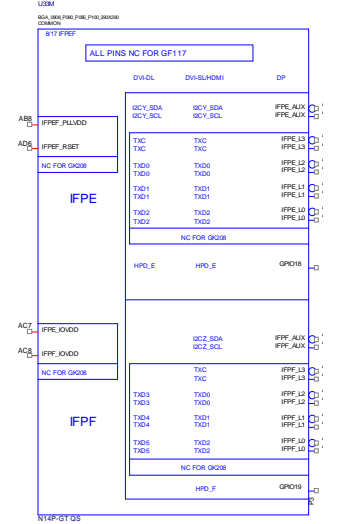 U33M
BGA_0908_P080_P085_P100_290X290
COMMON
8/17 IFPEF
ALL PINS NC FOR GF117
DVI-DL DVI-SL/HDMI DP
I2CY_SDA I2CY_SDA IFPE_AUX
I2CY_SCL I2CY_SCL IFPE_AUX
AB8 IFPEF_PLLVDD
TXC TXC IFPE_L3
TXC TXC IFPE_L3
AD6 IFPEF_RSET
NC FOR GK208
TXD0 TXD0 IFPE_L2
TXD0 TXD0 IFPE_L2
TXD1 TXD1 IFPE_L1
TXD1 TXD1 IFPE_L1
IFPE
TXD2 TXD2 IFPE_L0
TXD2 TXD2 IFPE_L0
NC FOR GK208
HPD_E HPD_E GPIO18
AC7 IFPE_IOVDD
I2CZ_SDA IFPF_AUX
I2CZ_SCL IFPF_AUX
AC8 IFPF_IOVDD
NC FOR GK208
TXC IFPF_L3
TXC IFPF_L3
TXD3 TXD0 IFPF_L2
TXD3 TXD0 IFPF_L2
IFPF
TXD4 TXD1 IFPF_L1
TXD4 TXD1 IFPF_L1
TXD5 TXD2 IFPF_L0
TXD5 TXD2 IFPF_L0
NC FOR GK208
HPD_F GPIO19
N14P-GT QS